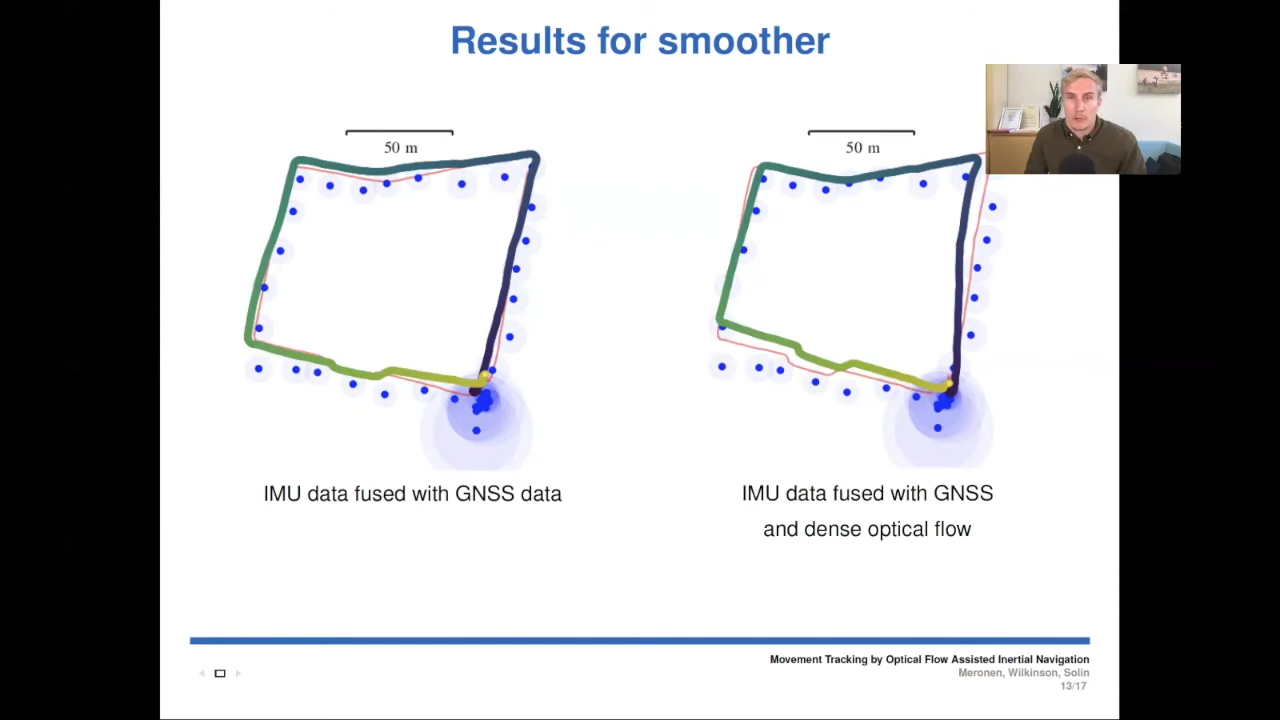 Results for smoother
50 m
50 m
IMU data fused with GNSS data
IMU data fused with GNSS
and dense optical flow
Movement Tracking by Optical Flow Assisted Inertial Navigation
Meronen, Wilkinson, Solin
13/17